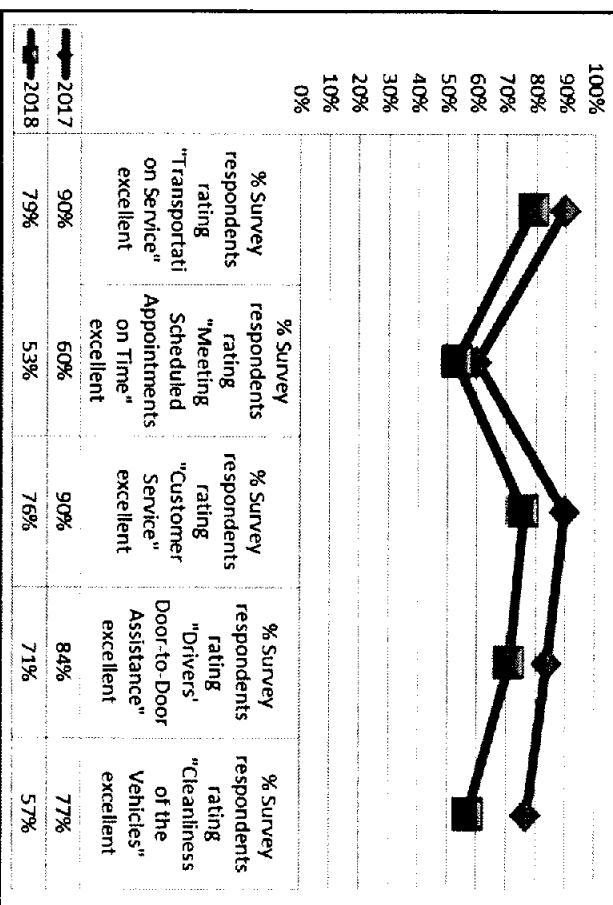 100%
90%
80%
70%
60%
50%
40%
30%
20%
10%
0%
% Survey
respondents
rating
"Transportati
on Service"
excellent
% Survey
respondents
rating
"Meeting
Scheduled
Appointments
on Time"
excellent
% Survey
respondents
rating
"Customer
Service"
excellent
% Survey
respondents
rating
"Drivers'
Door-to-Door
Assistance"
excellent
% Survey
respondents
rating
"Cleanliness
of the
Vehicles"
excellent
2017 90% 60% 90% 84% 77%
2018 79% 53% 76% 71% 57%